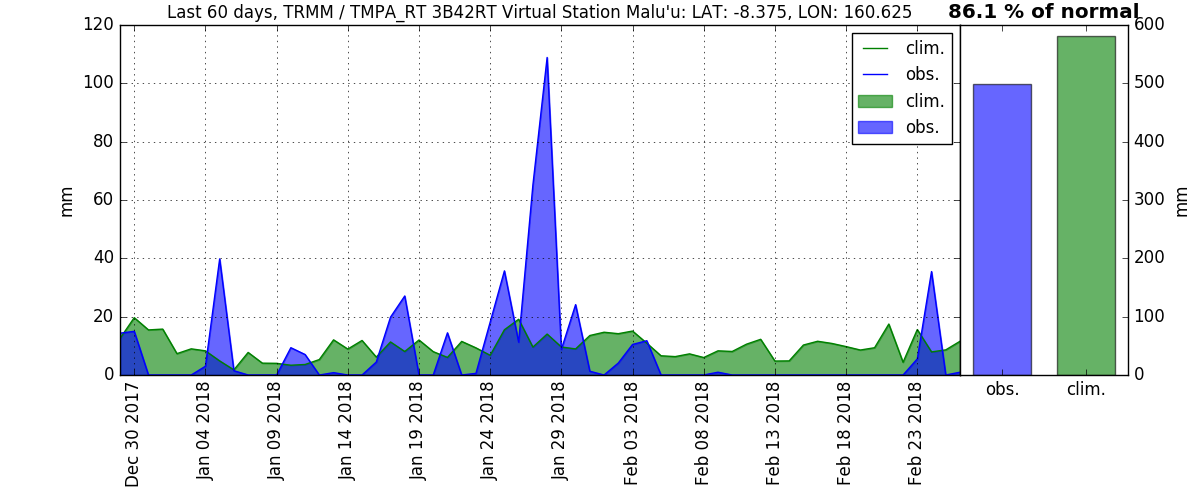 Last 60 days, TRMM / TMPA_RT 3B42RT Virtual Station Malu'u: LAT: -8.375, LON: 160.625
86.1 % of normal
120
100
80
60
40
20
0
mm
clim.
obs.
clim.
obs.
600
500
400
300
200
100
0
mm
Dec 30 2017
Jan 04 2018
Jan 09 2018
Jan 14 2018
Jan 19 2018
Jan 24 2018
Jan 29 2018
Feb 03 2018
Feb 08 2018
Feb 13 2018
Feb 18 2018
Feb 23 2018
obs.
clim.